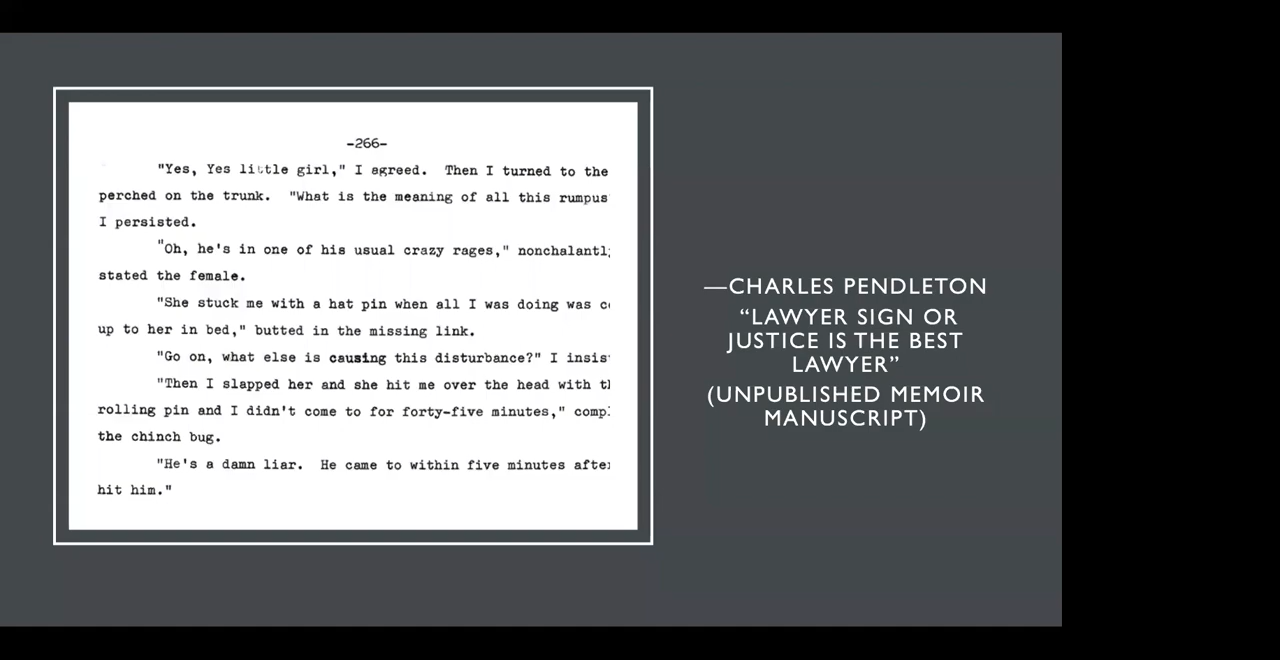 -266-
"Yes, Yes little girl," I agreed.  Then I turned to the
perched on the trunk.  "What is the meaning of all this rumpus
I persisted.
"Oh, he's in one of his usual crazy rages," nonchalantl
stated the female.
"She stuck me with a hat pin when all I was doing was
up to her in bed," butted in the missing link.
"Go on, what else is causing this disturbance?" I insis
"Then I slapped her and she hit me over the head with
rolling pin and I didn't come to for forty-five minutes," comp
the chinch bug.
"He's a damn liar.  He came to within five minutes afte
hit him."
—CHARLES PENDLETON
“LAWYER SIGN OR
JUSTICE IS THE BEST
LAWYER”
(UNPUBLISHED MEMOIR
MANUSCRIPT)